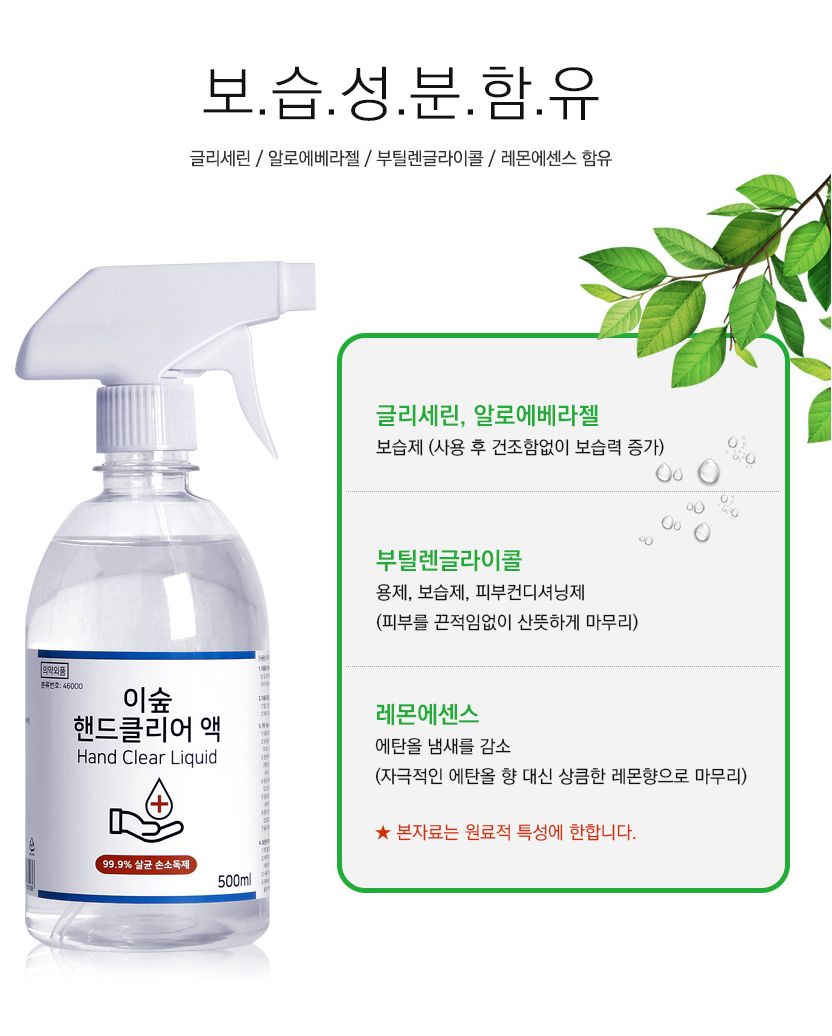 보.습.성.분.함.유
글리세린 / 알로에베라젤 / 부틸렌글라이콜 / 레몬에센스 함유
글리세린, 알로에베라젤
보습제 (사용 후 건조함없이 보습력 증가)
부틸렌글라이콜
용제, 보습제, 피부컨디셔닝제
(피부를 끈적임없이 산뜻하게 마무리)
레몬에센스
에탄올 냄새를 감소
(자극적인 에탄올 향 대신 상큼한 레몬향으로 마무리)
★ 본자료는 원료적 특성에 한합니다.
의약외품
분류번호: 46000
이숲
핸드클리어 액
Hand Clear Liquid
99.9% 살균 손소독제
500ml